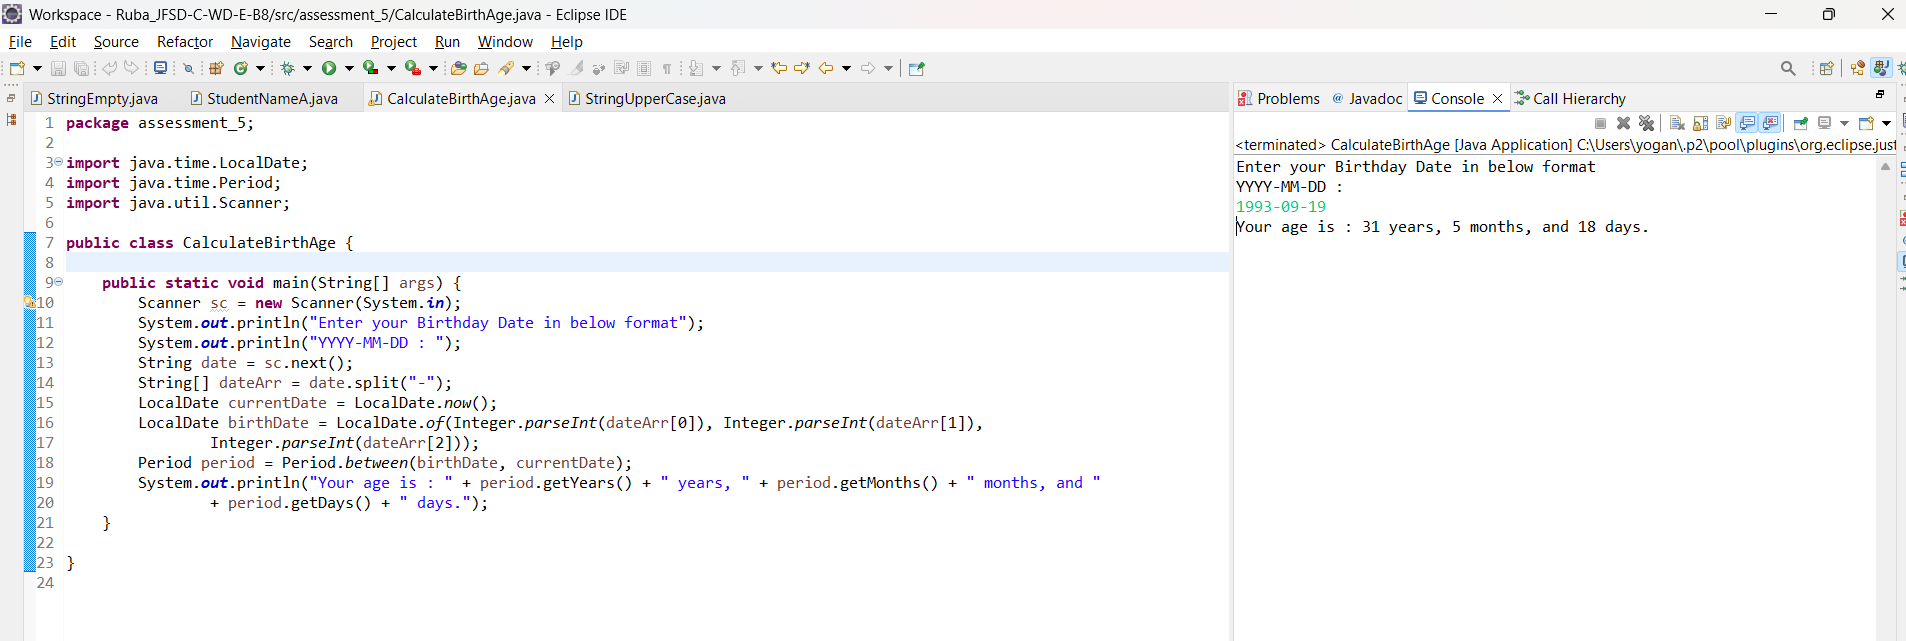 Workspace - Ruba_JFSD-C-WD-E-B8/src/assessment_5/CalculateBirthAge.java - Eclipse IDE
File Edit Source Refactor Navigate Search Project Run Window Help
StringEmpty.java StudentNameA.java CalculateBirthAge.java StringUpperCase.java
1 package assessment_5;
2
3 import java.time.LocalDate;
4 import java.time.Period;
5 import java.util.Scanner;
6
7 public class CalculateBirthAge {
8
9     public static void main(String[] args) {
10         Scanner sc = new Scanner(System.in);
11         System.out.println("Enter your Birthday Date in below format");
12         System.out.println("YYYY-MM-DD : ");
13         String date = sc.next();
14         String[] dateArr = date.split("-");
15         LocalDate currentDate = LocalDate.now();
16         LocalDate birthDate = LocalDate.of(Integer.parseInt(dateArr[0]), Integer.parseInt(dateArr[1]),
17                 Integer.parseInt(dateArr[2]));
18         Period period = Period.between(birthDate, currentDate);
19         System.out.println("Your age is : " + period.getYears() + " years, " + period.getMonths() + " months, and "
20                 + period.getDays() + " days.");
21     }
22
23 }
24
Problems Javadoc Console Call Hierarchy
<terminated> CalculateBirthAge [Java Application] C:\Users\yogan\.p2\pool\plugins\org.eclipse.just
Enter your Birthday Date in below format
YYYY-MM-DD :
1993-09-19
Your age is : 31 years, 5 months, and 18 days.